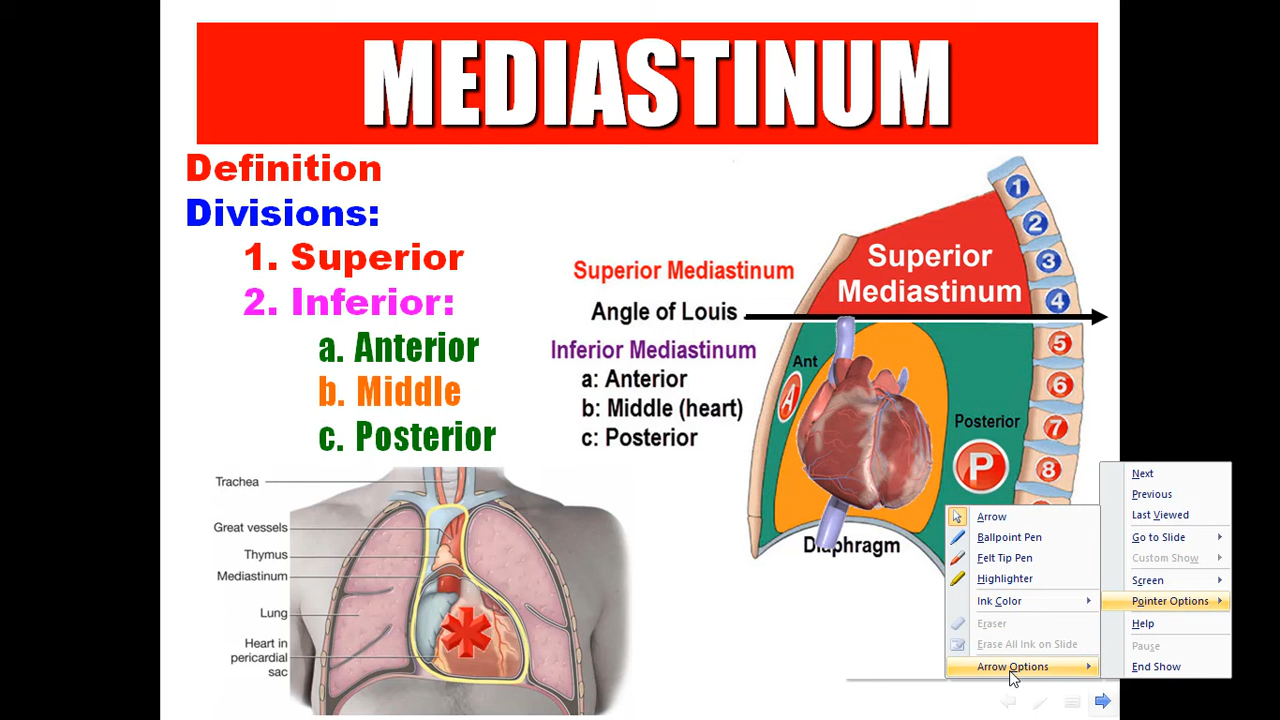 MEDIASTINUM
Definition
Divisions:
1. Superior
2. Inferior:
a. Anterior
b. Middle
c. Posterior
Superior Mediastinum
Angle of Louis
Inferior Mediastinum
a: Anterior
b: Middle (heart)
c: Posterior
Superior
Mediastinum
Ant
A
Posterior
P
Diaphragm
1
2
3
4
5
6
7
8
Trachea
Great vessels
Thymus
Mediastinum
Lung
Heart in
pericardial
sac
Arrow
Ballpoint Pen
Felt Tip Pen
Highlighter
Ink Color
Eraser
Erase All Ink on Slide
Arrow Options
Next
Previous
Last Viewed
Go to Slide
Custom Show
Screen
Pointer Options
Help
Pause
End Show